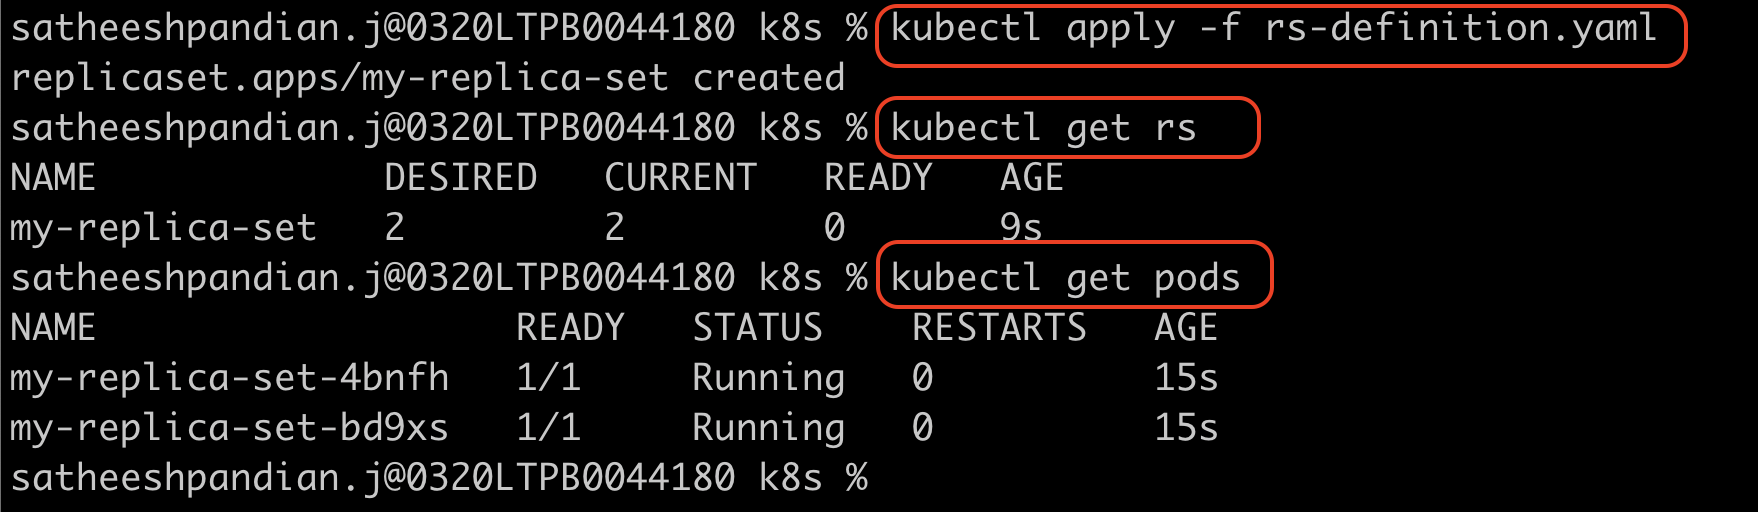 satheeshpandian.j@0320LTPB0044180 k8s % kubectl apply -f rs-definition.yaml
replicaset.apps/my-replica-set created
satheeshpandian.j@0320LTPB0044180 k8s % kubectl get rs
NAME             DESIRED   CURRENT   READY   AGE
my-replica-set   2         2         0       9s
satheeshpandian.j@0320LTPB0044180 k8s % kubectl get pods
NAME                   READY   STATUS    RESTARTS   AGE
my-replica-set-4bnfh   1/1     Running   0          15s
my-replica-set-bd9xs   1/1     Running   0          15s
satheeshpandian.j@0320LTPB0044180 k8s %